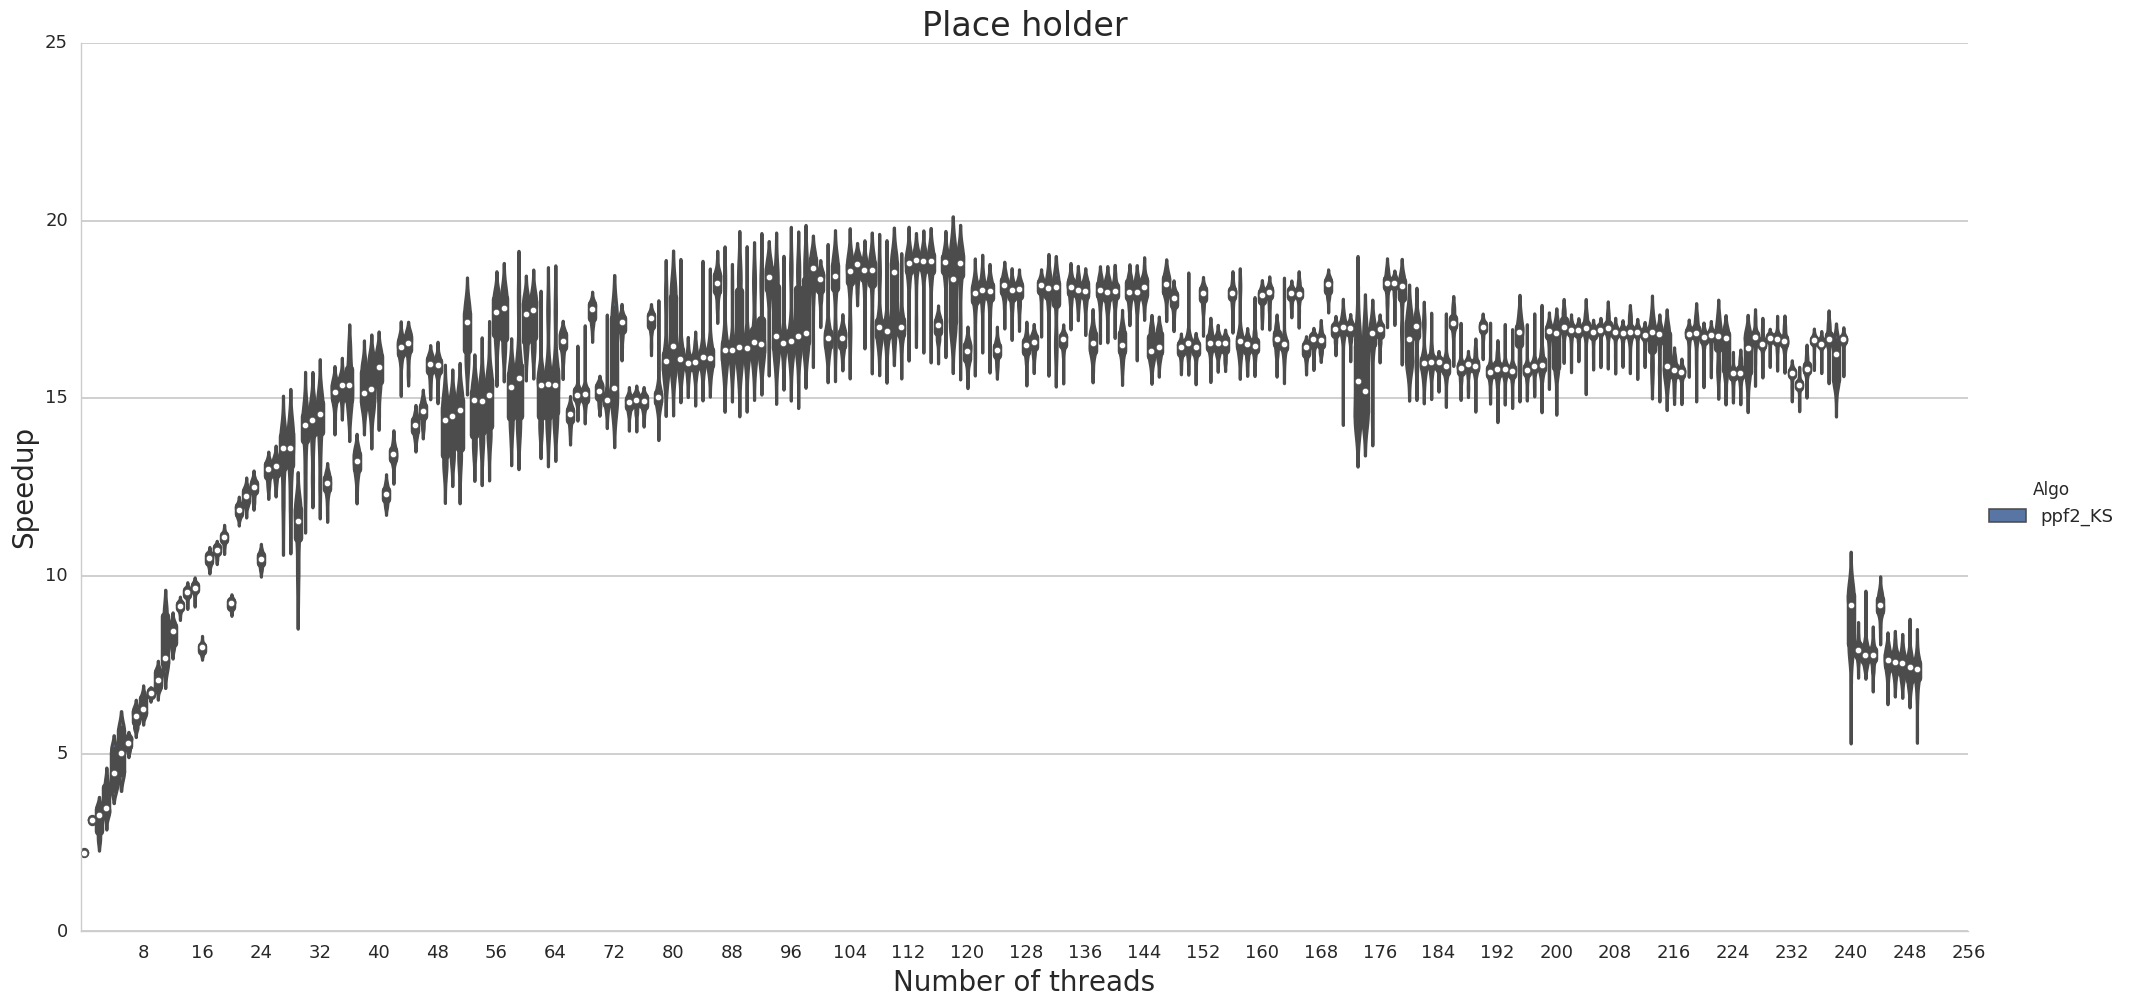 Place holder
25
20
15
10
5
0
Speedup
8 16 24 32 40 48 56 64 72 80 88 96 104 112 120 128 136 144 152 160 168 176 184 192 200 208 216 224 232 240 248 256
Number of threads
Algo
ppf2_KS